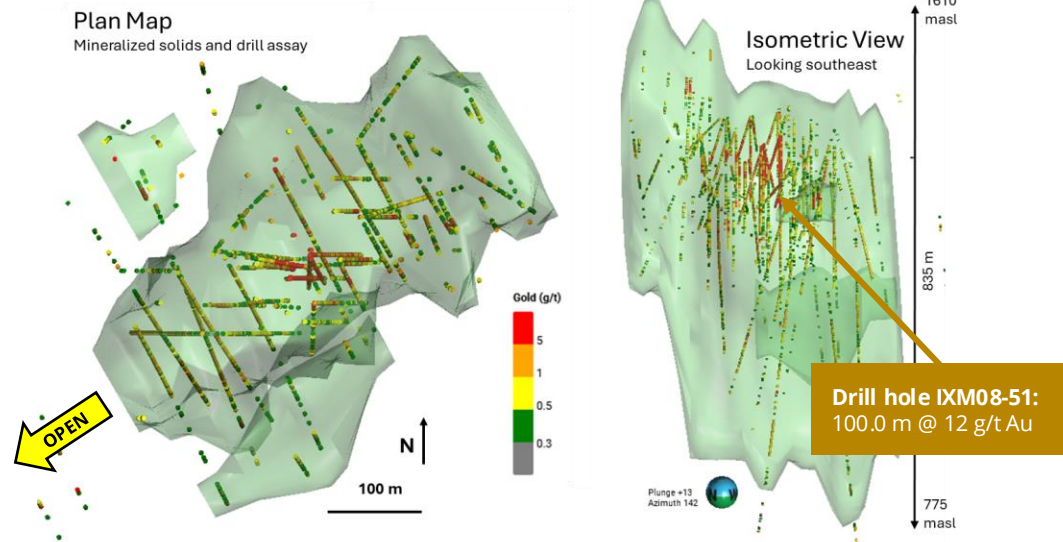 Plan Map
Mineralized solids and drill assay
OPEN
N
100 m
Gold (g/t)
5
1
0.5
0.3
Isometric View
Looking southeast
1610
masl
835 m
Drill hole IXM08-51:
100.0 m @ 12 g/t Au
Plunge +13
Azimuth 142
775
masl